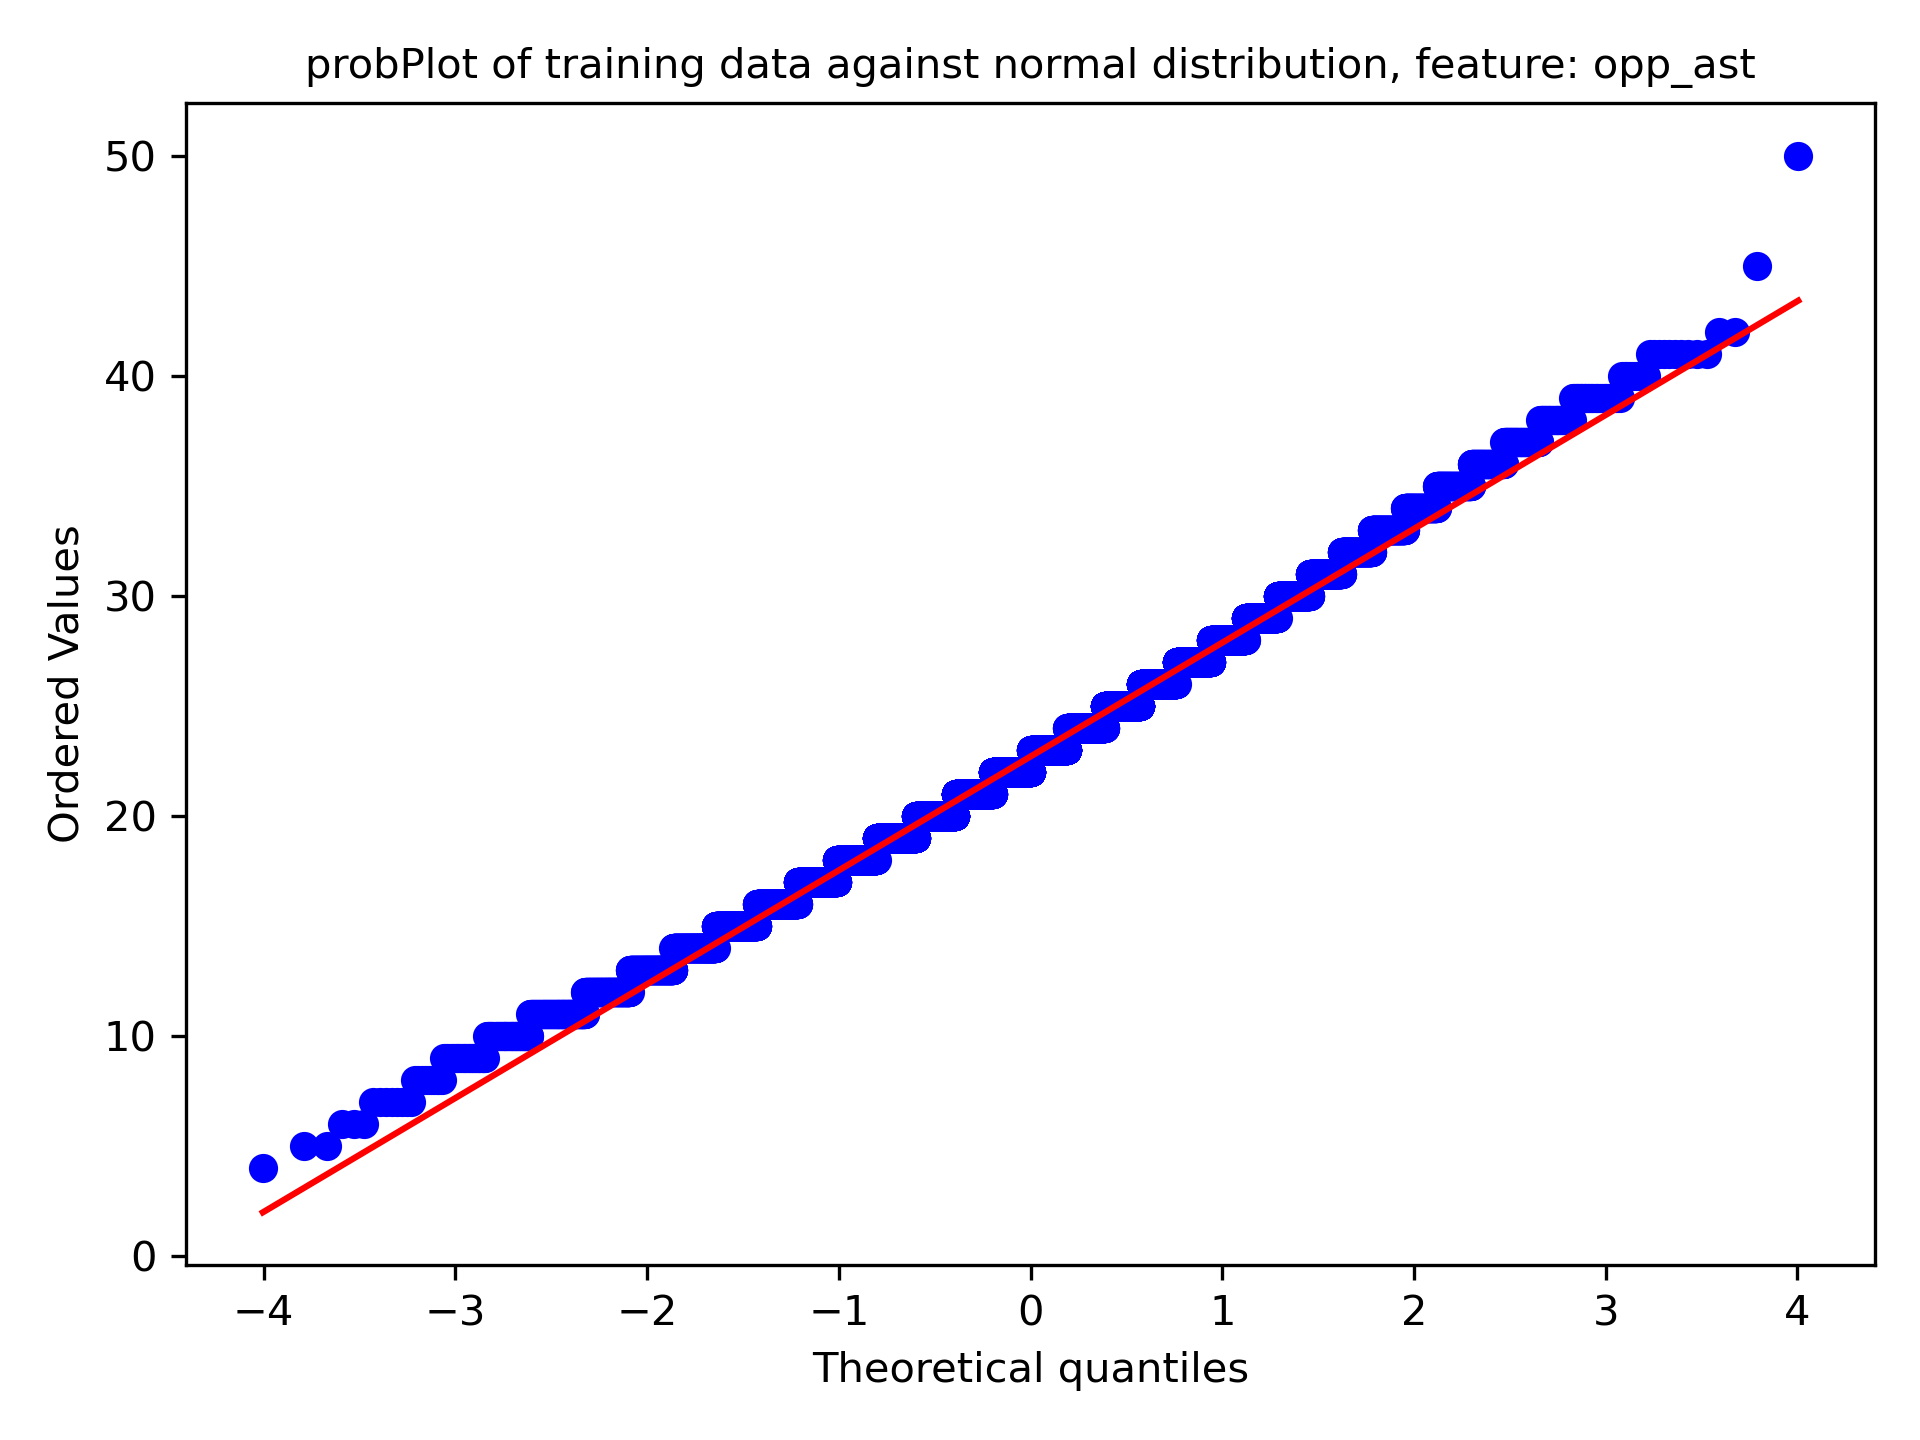 probPlot of training data against normal distribution, feature: opp_ast
50
40
30
20
10
0
Ordered Values
−4 −3 −2 −1 0 1 2 3 4
Theoretical quantiles